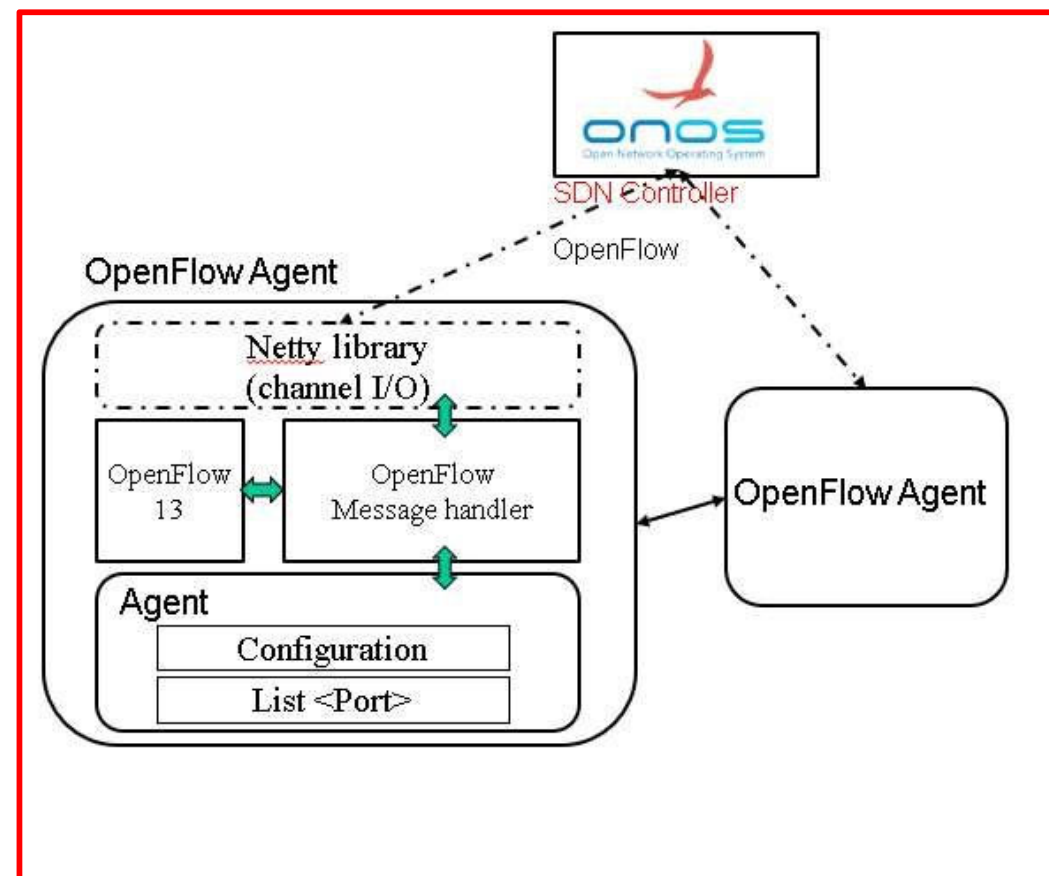 onos
Open Network Operating System
SDN Controller
OpenFlow
OpenFlow Agent
Netty library
(channel I/O)
OpenFlow
13
OpenFlow
Message handler
Agent
Configuration
List <Port>
OpenFlow Agent